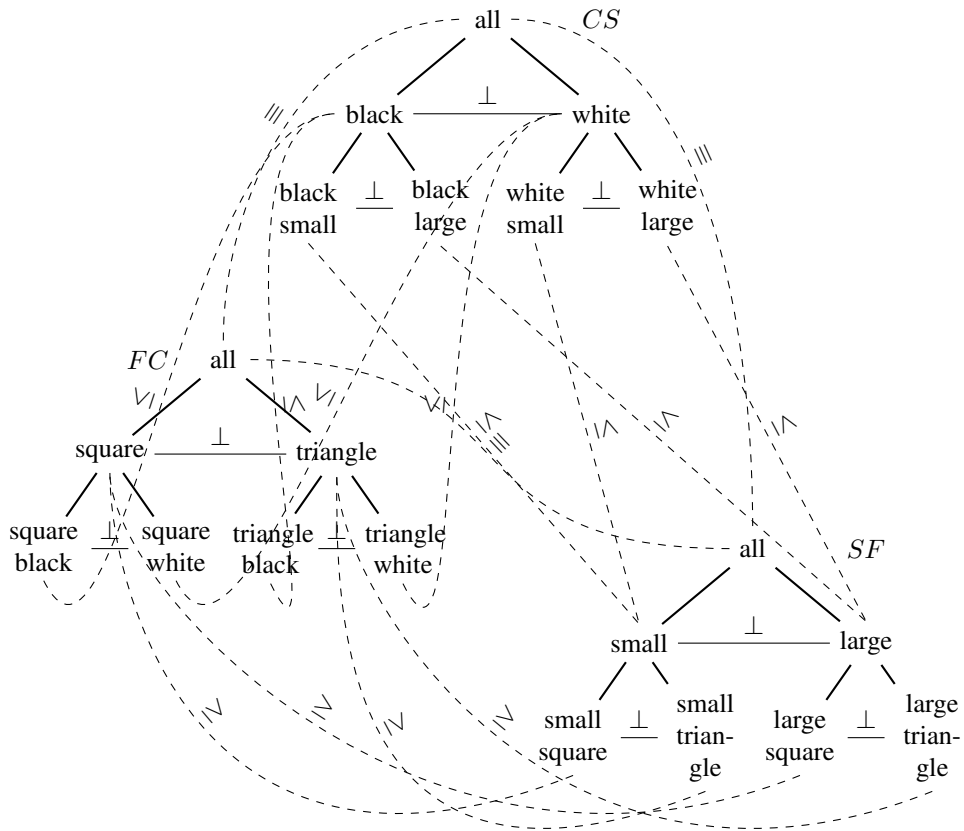 all CS
≡
⊥
black white
≡
black ⊥ black white ⊥ white
small large small large
FC all
≤ ≥ ≤ ≤ ≥ ≥ ≥
≡
⊥
square triangle
square ⊥ square triangle ⊥ triangle
black white black white
all SF
⊥
small large
small ⊥ small large ⊥ large
square trian- square trian-
gle gle
≥ ≥ ≥ ≥